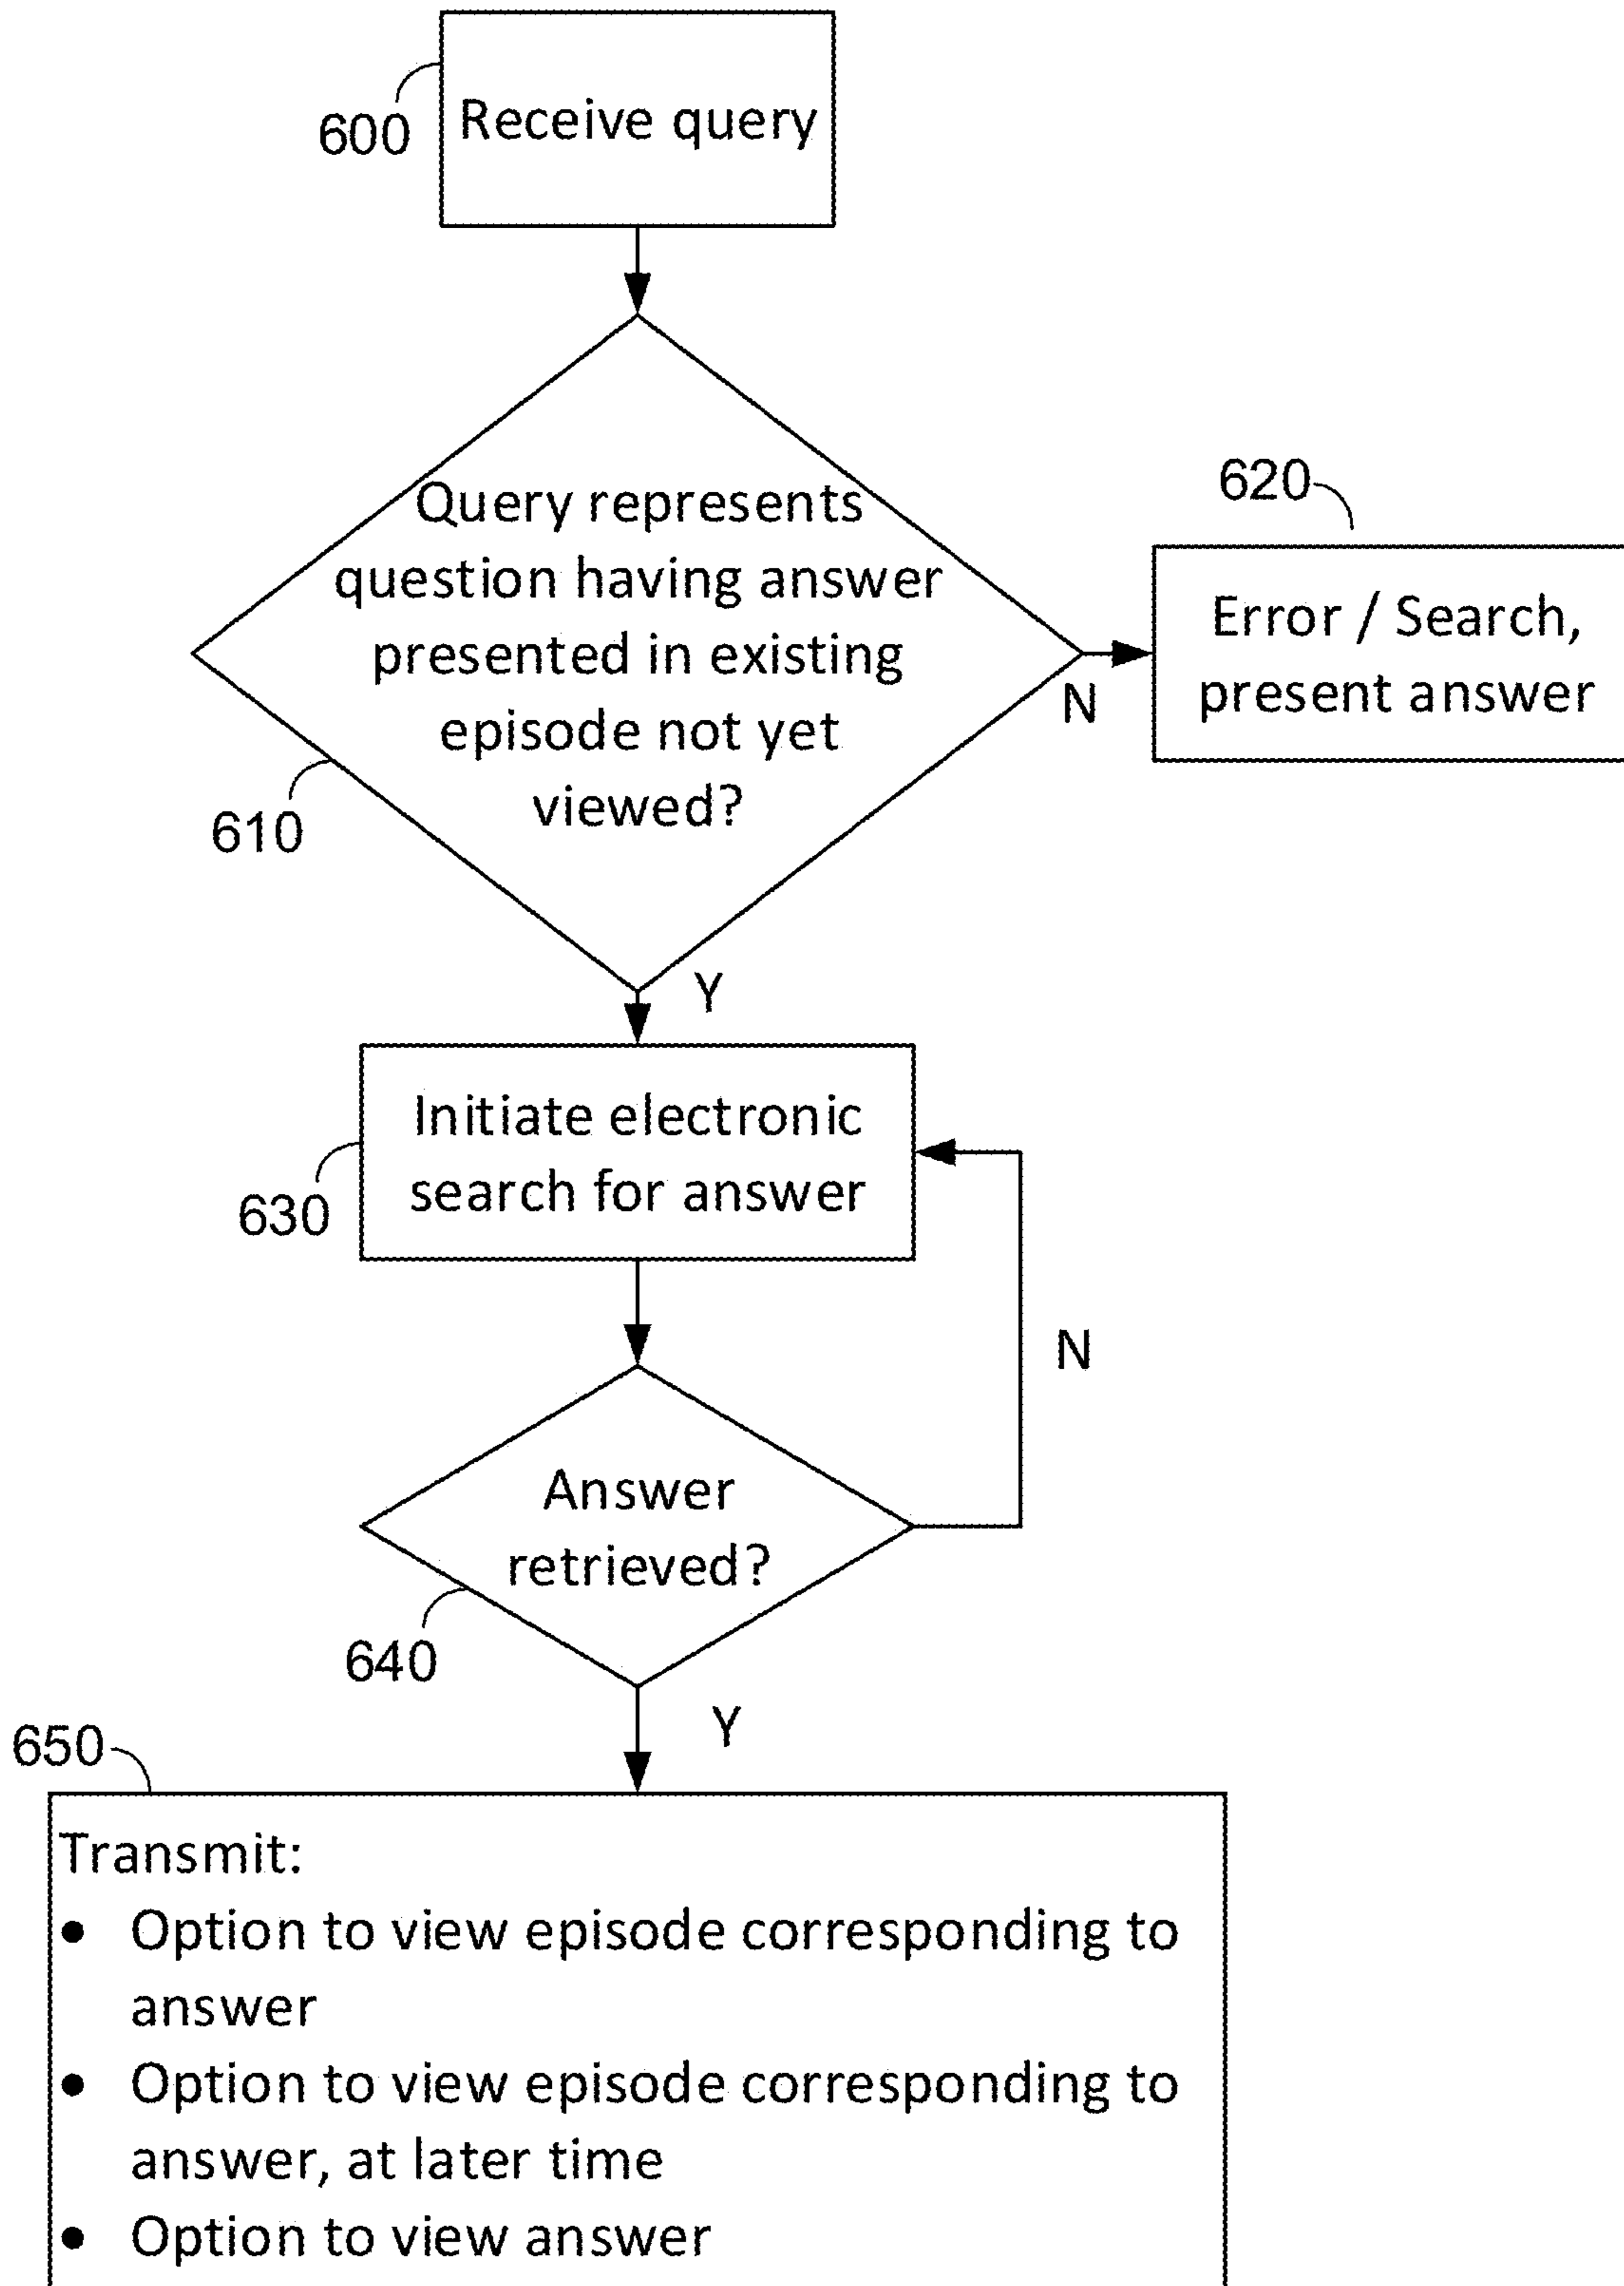 600
Receive query
Query represents
question having answer
presented in existing
episode not yet
viewed?
610
N
620
Error / Search,
present answer
Y
Initiate electronic
search for answer
630
N
Answer
retrieved?
640
Y
650
Transmit:
• Option to view episode corresponding to
answer
• Option to view episode corresponding to
answer, at later time
• Option to view answer